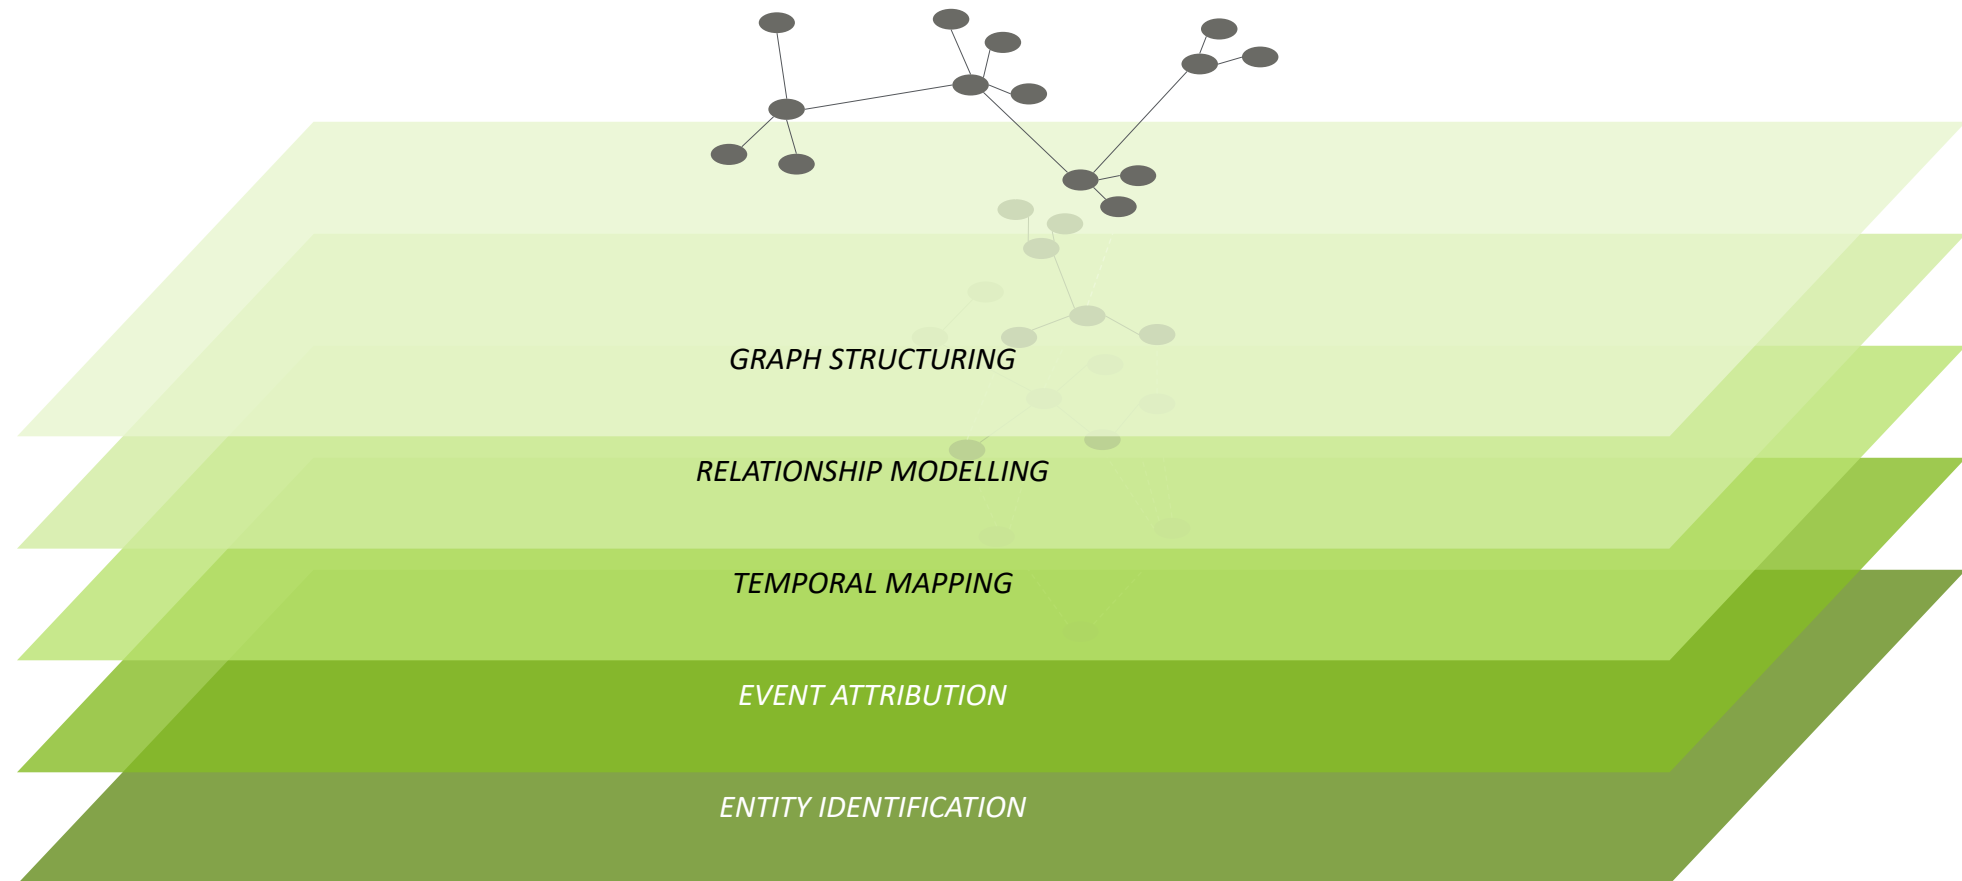 GRAPH STRUCTURING
RELATIONSHIP MODELLING
TEMPORAL MAPPING
EVENT ATTRIBUTION
ENTITY IDENTIFICATION